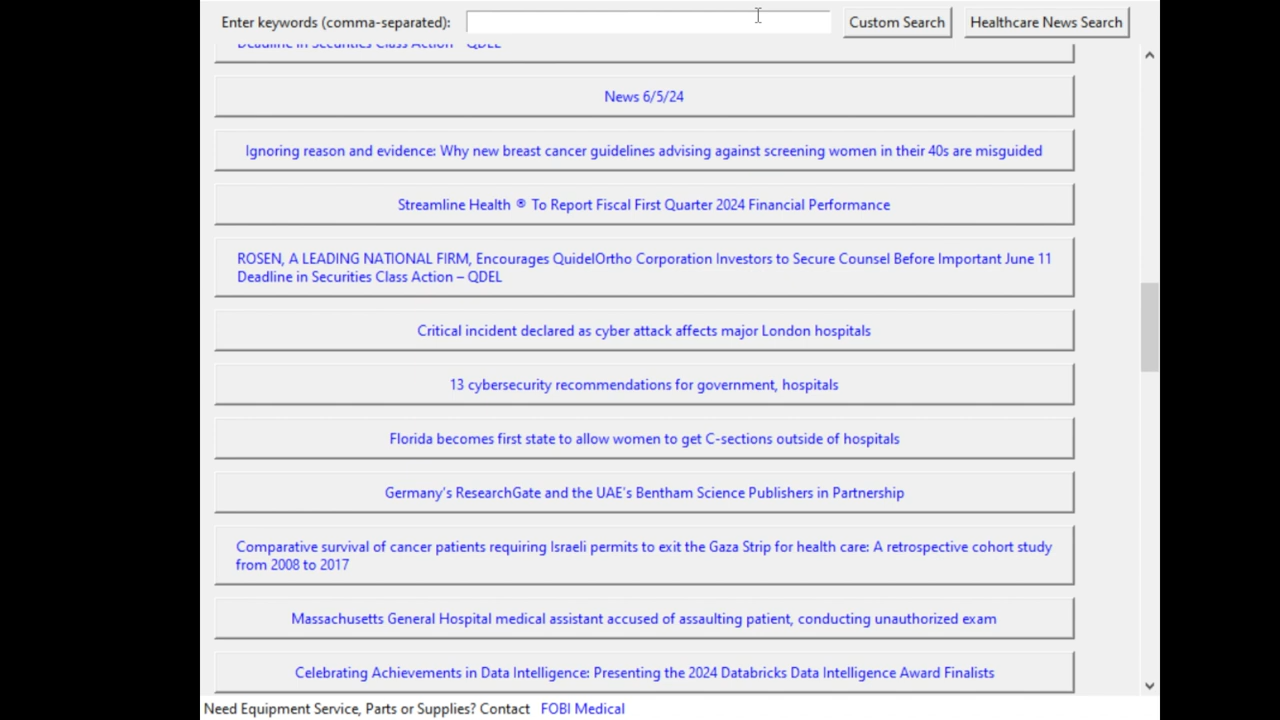 Enter keywords (comma-separated):
Custom Search
Healthcare News Search
Deadline in Securities Class Action – QDEL
News 6/5/24
Ignoring reason and evidence: Why new breast cancer guidelines advising against screening women in their 40s are misguided
Streamline Health ® To Report Fiscal First Quarter 2024 Financial Performance
ROSEN, A LEADING NATIONAL FIRM, Encourages QuidelOrtho Corporation Investors to Secure Counsel Before Important June 11
Deadline in Securities Class Action – QDEL
Critical incident declared as cyber attack affects major London hospitals
13 cybersecurity recommendations for government, hospitals
Florida becomes first state to allow women to get C-sections outside of hospitals
Germany's ResearchGate and the UAE's Bentham Science Publishers in Partnership
Comparative survival of cancer patients requiring Israeli permits to exit the Gaza Strip for health care: A retrospective cohort study
from 2008 to 2017
Massachusetts General Hospital medical assistant accused of assaulting patient, conducting unauthorized exam
Celebrating Achievements in Data Intelligence: Presenting the 2024 Databricks Data Intelligence Award Finalists
Need Equipment Service, Parts or Supplies? Contact FOBI Medical